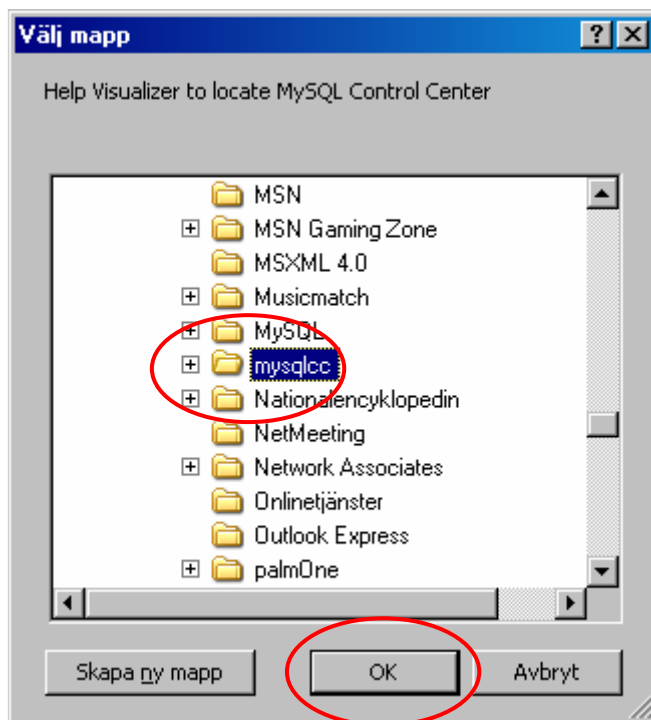 Välj mapp
Help Visualizer to locate MySQL Control Center
MSN
MSN Gaming Zone
MSXML 4.0
Musicmatch
MySQL
mysqlcc
Nationalencyklopedin
NetMeeting
Network Associates
Onlinetjänster
Outlook Express
palmOne
Skapa ny mapp OK Avbryt